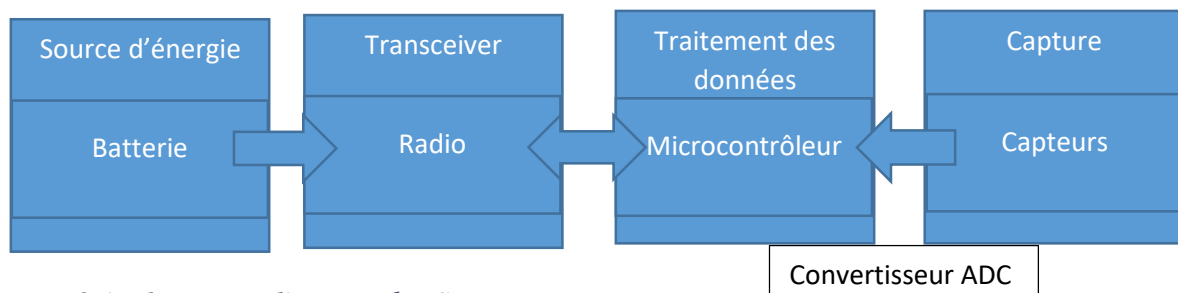 Source d'énergie
Batterie
Transceiver
Radio
Traitement des
données
Microcontrôleur
Capture
Capteurs
Convertisseur ADC